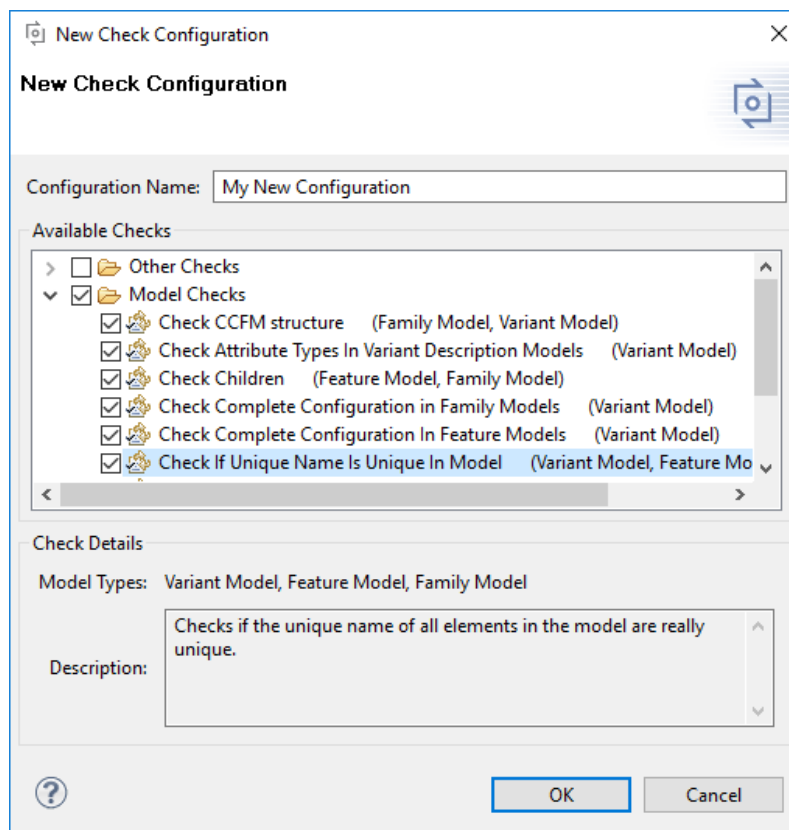 New Check Configuration
New Check Configuration
Configuration Name: My New Configuration
Available Checks
Other Checks
Model Checks
Check CCFM structure (Family Model, Variant Model)
Check Attribute Types In Variant Description Models (Variant Model)
Check Children (Feature Model, Family Model)
Check Complete Configuration in Family Models (Variant Model)
Check Complete Configuration In Feature Models (Variant Model)
Check If Unique Name Is Unique In Model (Variant Model, Feature Mo
Check Details
Model Types: Variant Model, Feature Model, Family Model
Checks if the unique name of all elements in the model are really
unique.
Description:
OK Cancel